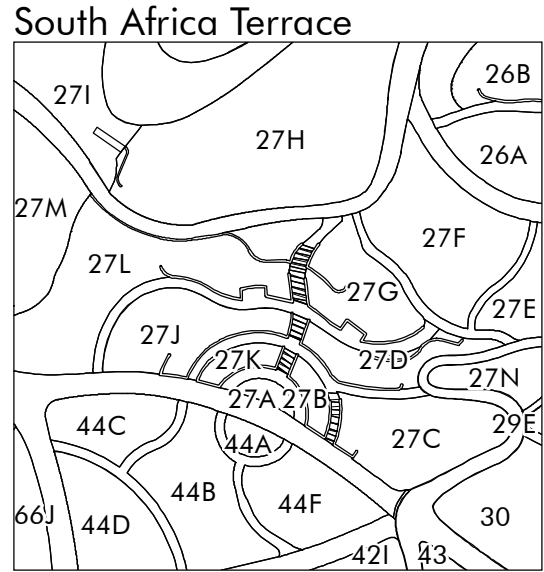 South Africa Terrace
26B
27I
27H
26A
27M
27F
27L
27G
27E
27J
27K
27D
27N
27A
27B
29E
44C
44A
27C
44B
44F
66J
44D
30
42I
43